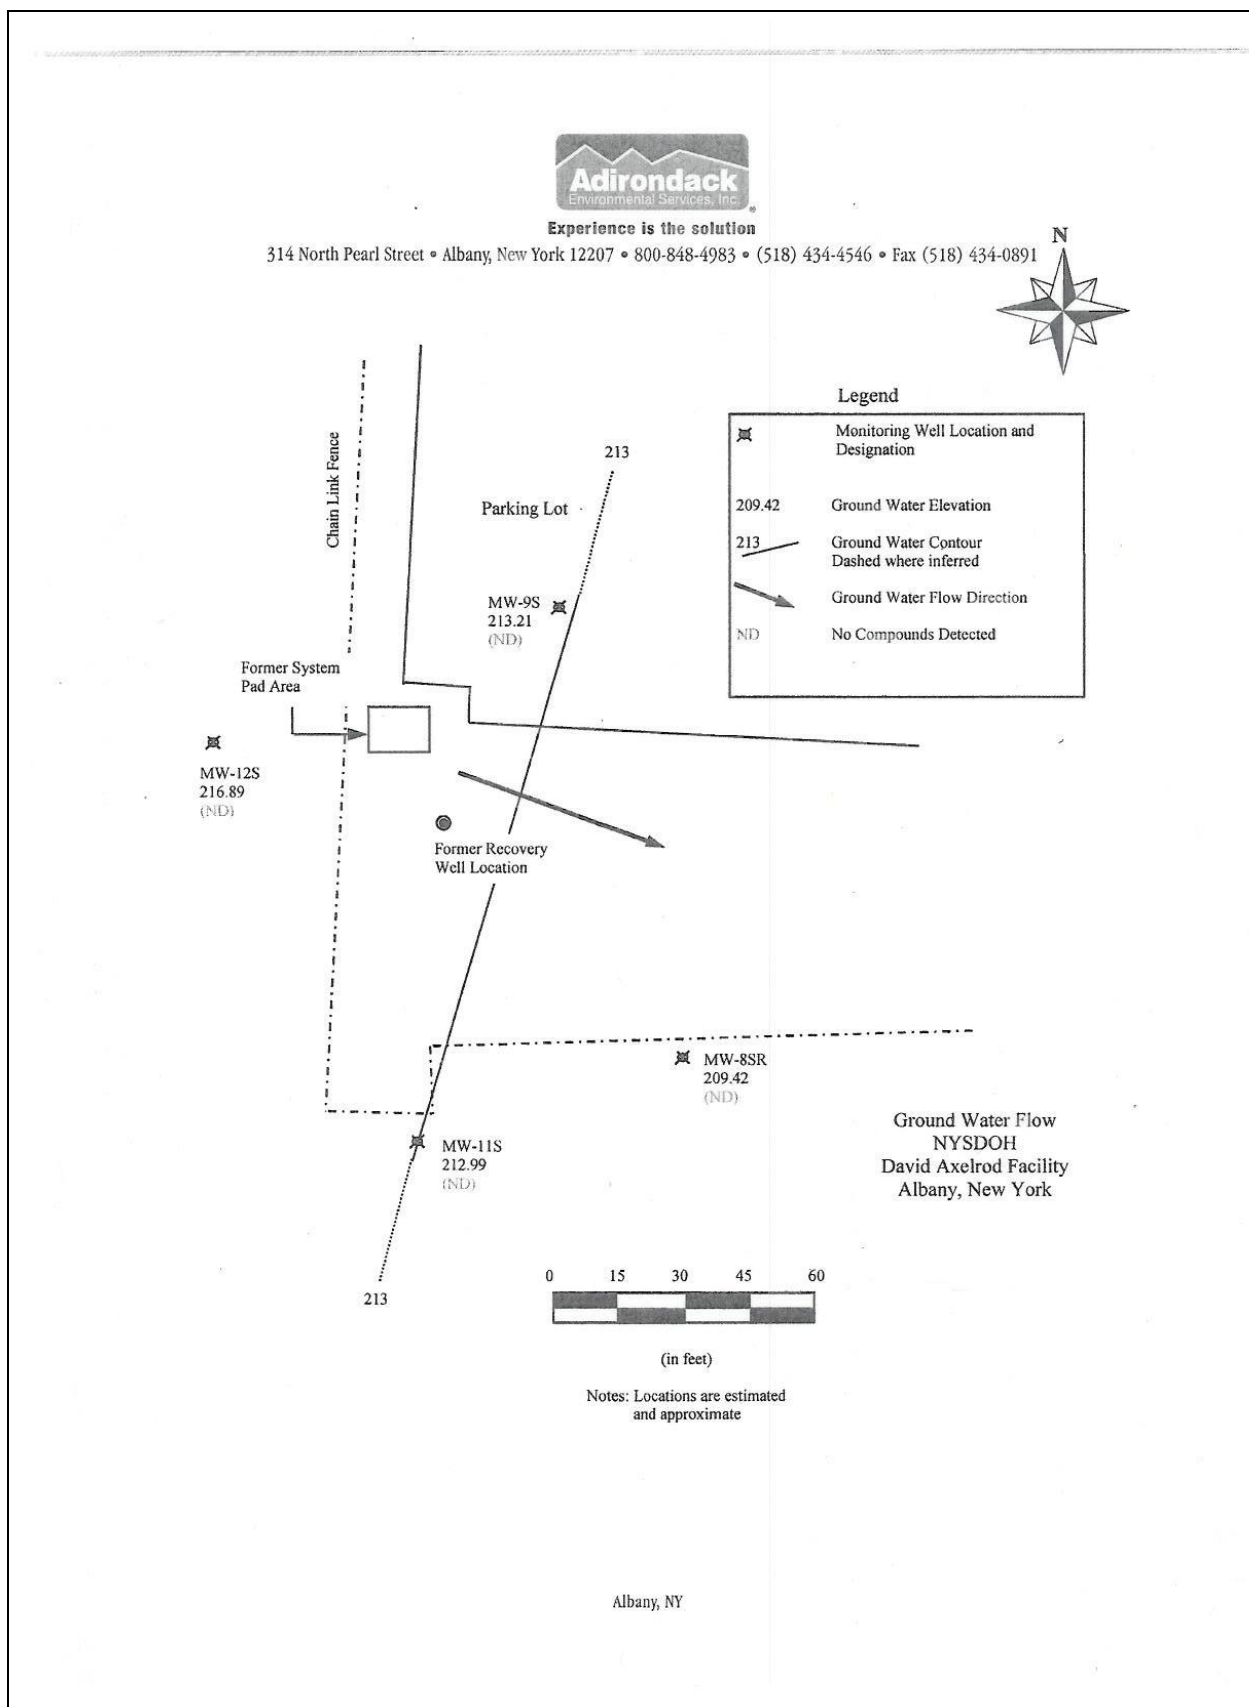 Adirondack
Environmental Services, Inc.
®
Experience is the solution
314 North Pearl Street • Albany, New York 12207 • 800-848-4983 • (518) 434-4546 • Fax (518) 434-0891
N
Legend
Monitoring Well Location and
Designation
209.42 Ground Water Elevation
213 Ground Water Contour
Dashed where inferred
Ground Water Flow Direction
ND No Compounds Detected
Chain Link Fence
213
Parking Lot
MW-9S
213.21
(ND)
Former System
Pad Area
MW-12S
216.89
(ND)
Former Recovery
Well Location
MW-8SR
209.42
(ND)
MW-11S
212.99
(ND)
213
Ground Water Flow
NYSDOH
David Axelrod Facility
Albany, New York
0 15 30 45 60
(in feet)
Notes: Locations are estimated
and approximate
Albany, NY